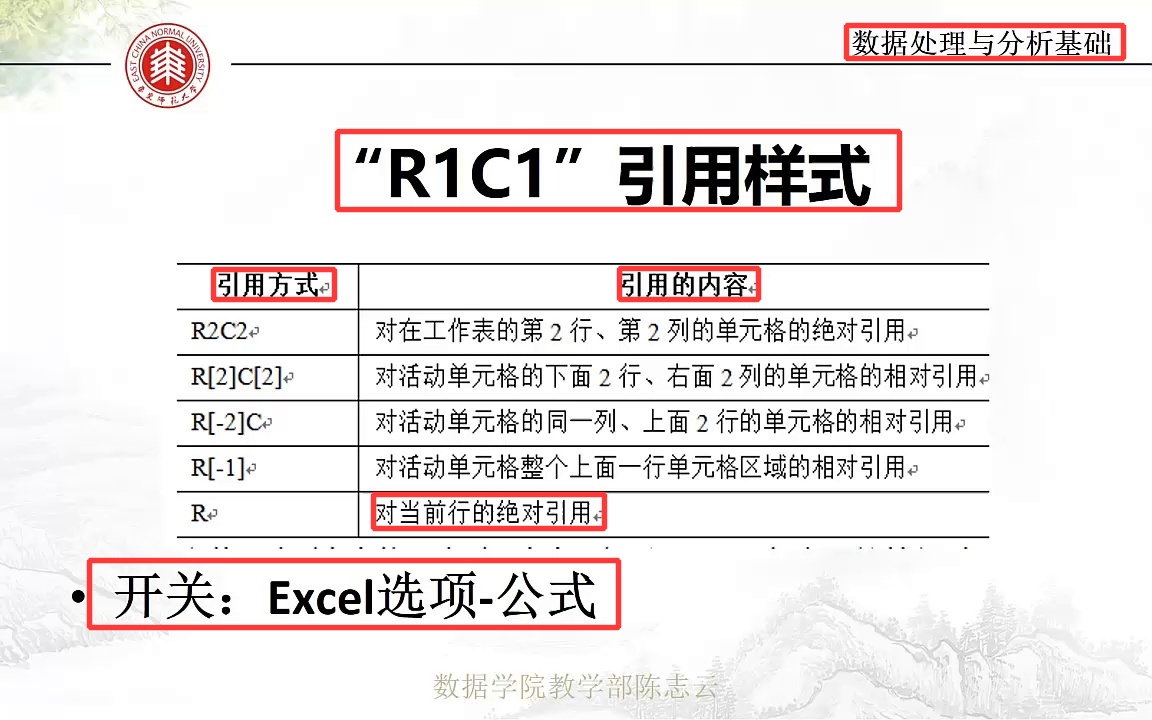 EAST CHINA NORMAL UNIVERSITY
华东师范大学
数据处理与分析基础
“R1C1”引用样式
引用方式 引用的内容
R2C2 对在工作表的第 2 行、第 2 列的单元格的绝对引用
R[2]C[2] 对活动单元格的下面 2 行、右面 2 列的单元格的相对引用
R[-2]C 对活动单元格的同一列、上面 2 行的单元格的相对引用
R[-1] 对活动单元格整个上面一行单元格区域的相对引用
R 对当前行的绝对引用
• 开关：Excel选项-公式
数据学院教学部陈志云